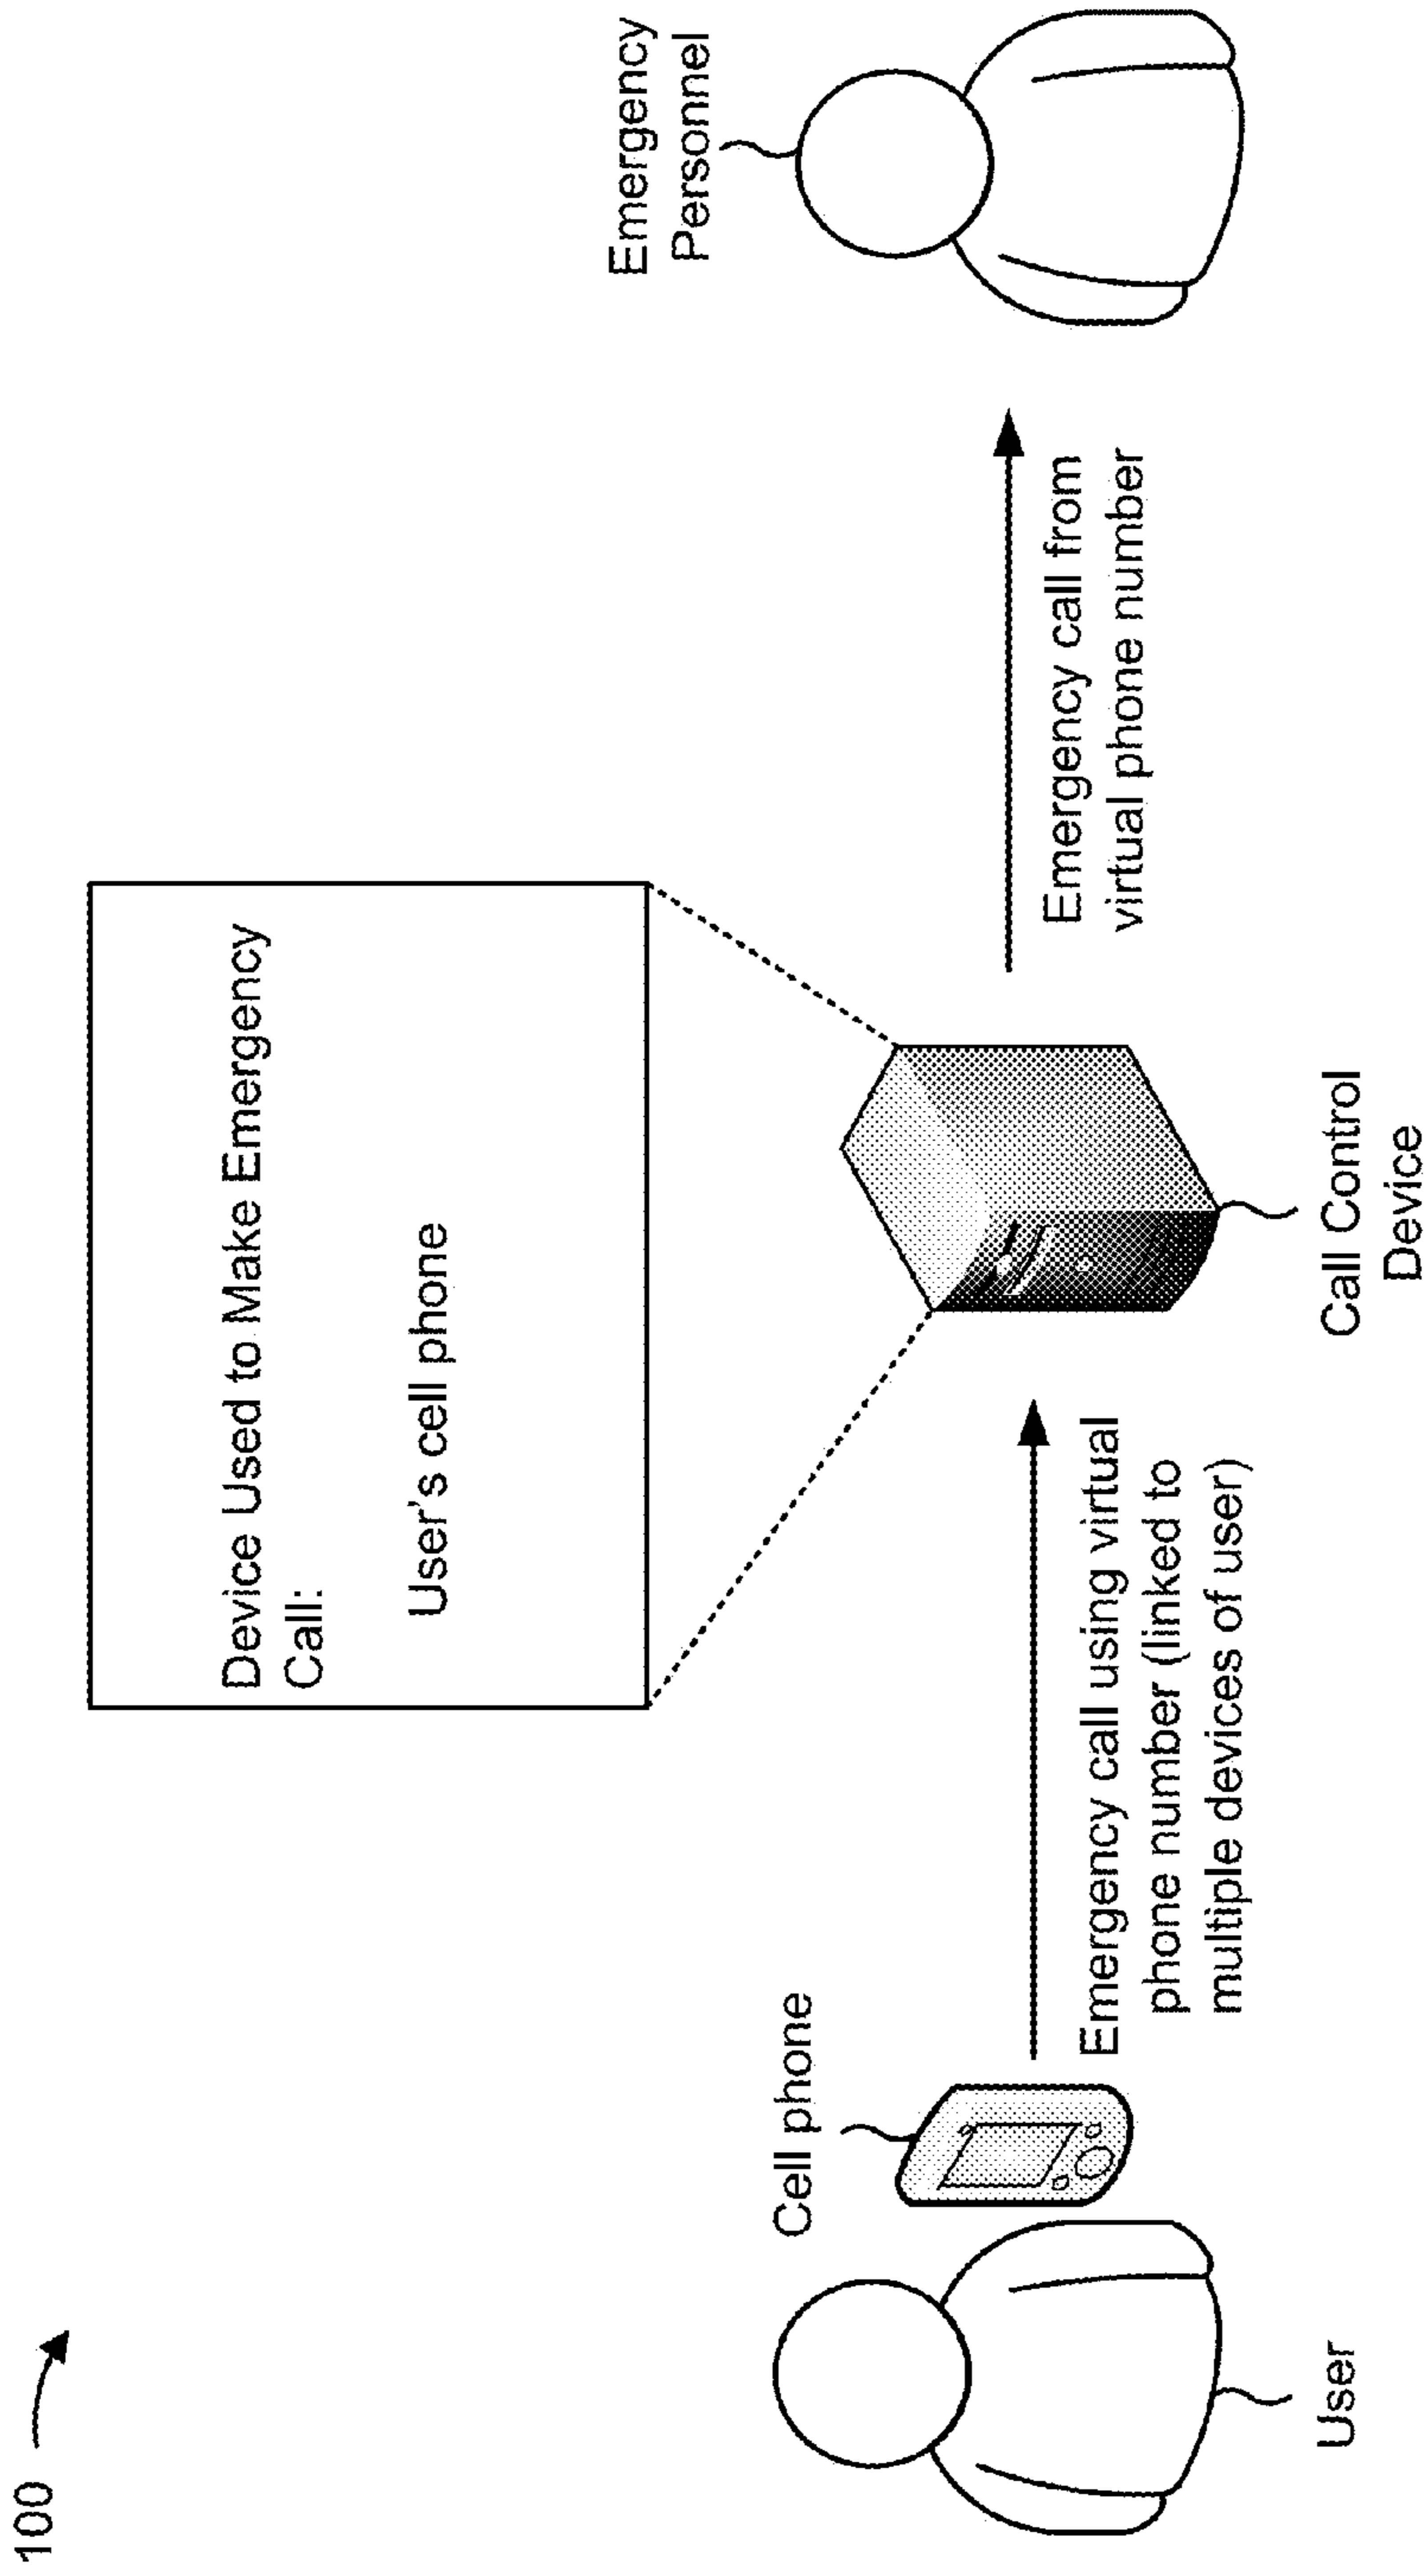 100
Device Used to Make Emergency
Call:
User's cell phone
Emergency
Personnel
Cell phone
Emergency call using virtual
phone number (linked to
multiple devices of user)
Emergency call from
virtual phone number
User
Call Control
Device